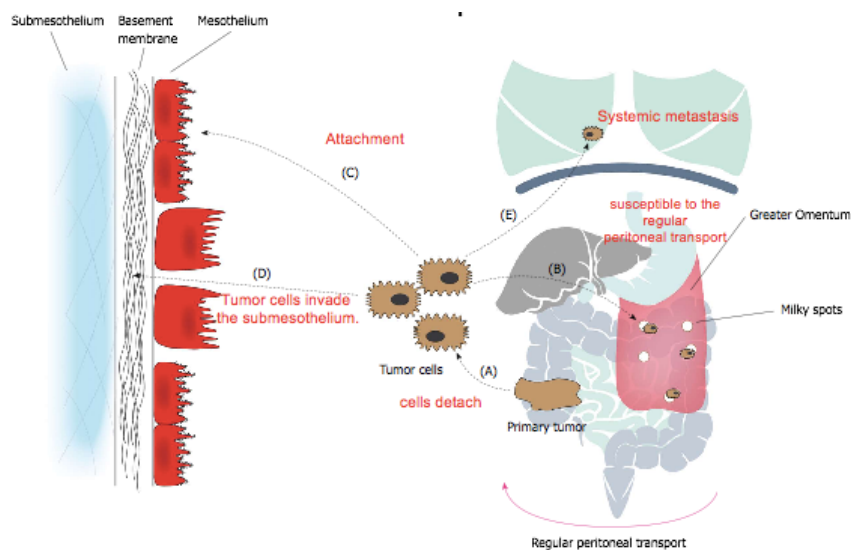 Submesothelium
Basement
membrane
Mesothelium
Attachment
(C)
Systemic metastasis
(E)
susceptible to the
regular
peritoneal transport
Greater Omentum
(D)
(B)
Tumor cells invade
the submesothelium.
Milky spots
Tumor cells
(A)
cells detach
Primary tumor
Regular peritoneal transport